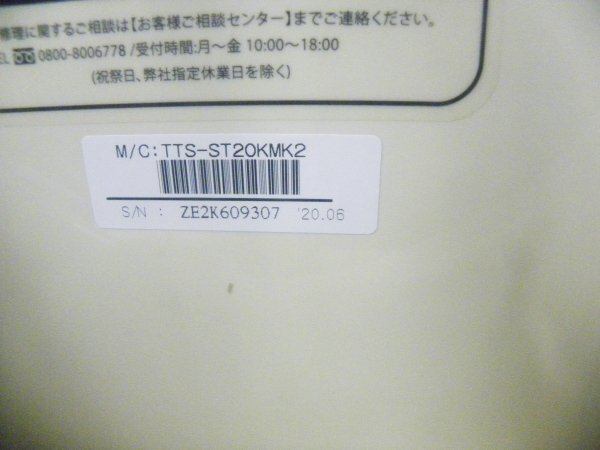 修理に関するご相談は【お客様ご相談センター】までご連絡ください。
EL 0800-8006778 /受付時間:月～金 10:00～18:00
(祝祭日、弊社指定休業日を除く)
M/C:TTS-ST20KMK2
S/N : ZE2K609307 '20.06